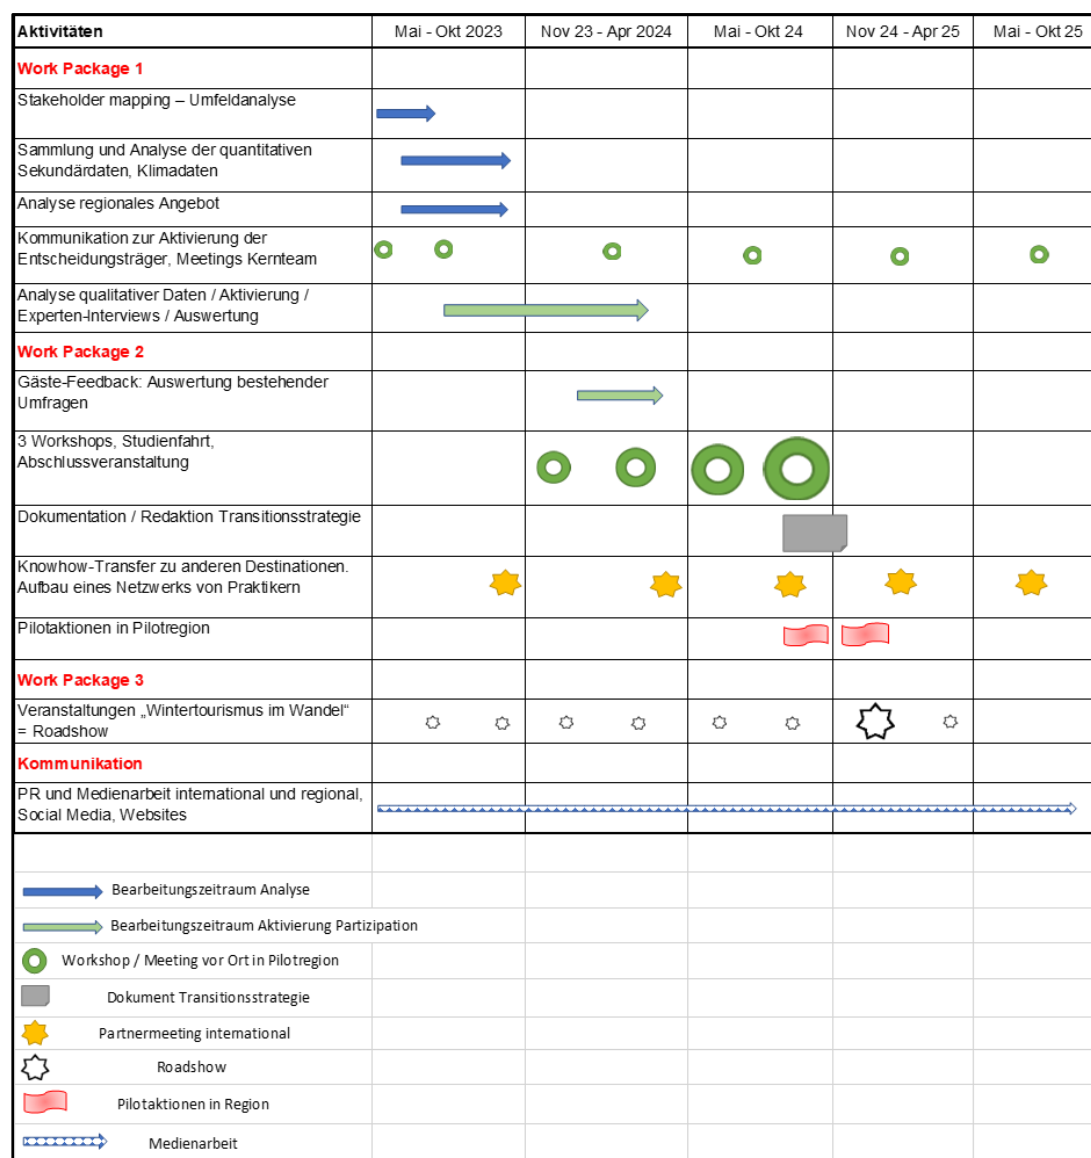 Aktivitäten Mai - Okt 2023 Nov 23 - Apr 2024 Mai - Okt 24 Nov 24 - Apr 25 Mai - Okt 25
Work Package 1
Stakeholder mapping – Umfeldanalyse
Sammlung und Analyse der quantitativen
Sekundärdaten, Klimadaten
Analyse regionales Angebot
Kommunikation zur Aktivierung der
Entscheidungsträger, Meetings Kernteam
Analyse qualitativer Daten / Aktivierung /
Experten-Interviews / Auswertung
Work Package 2
Gäste-Feedback: Auswertung bestehender
Umfragen
3 Workshops, Studienfahrt,
Abschlussveranstaltung
Dokumentation / Redaktion Transitionsstrategie
Knowhow-Transfer zu anderen Destinationen.
Aufbau eines Netzwerks von Praktikern
Pilotaktionen in Pilotregion
Work Package 3
Veranstaltungen „Wintertourismus im Wandel“
= Roadshow
Kommunikation
PR und Medienarbeit international und regional,
Social Media, Websites
Bearbeitungszeitraum Analyse
Bearbeitungszeitraum Aktivierung Partizipation
Workshop / Meeting vor Ort in Pilotregion
Dokument Transitionsstrategie
Partnermeeting international
Roadshow
Pilotaktionen in Region
Medienarbeit